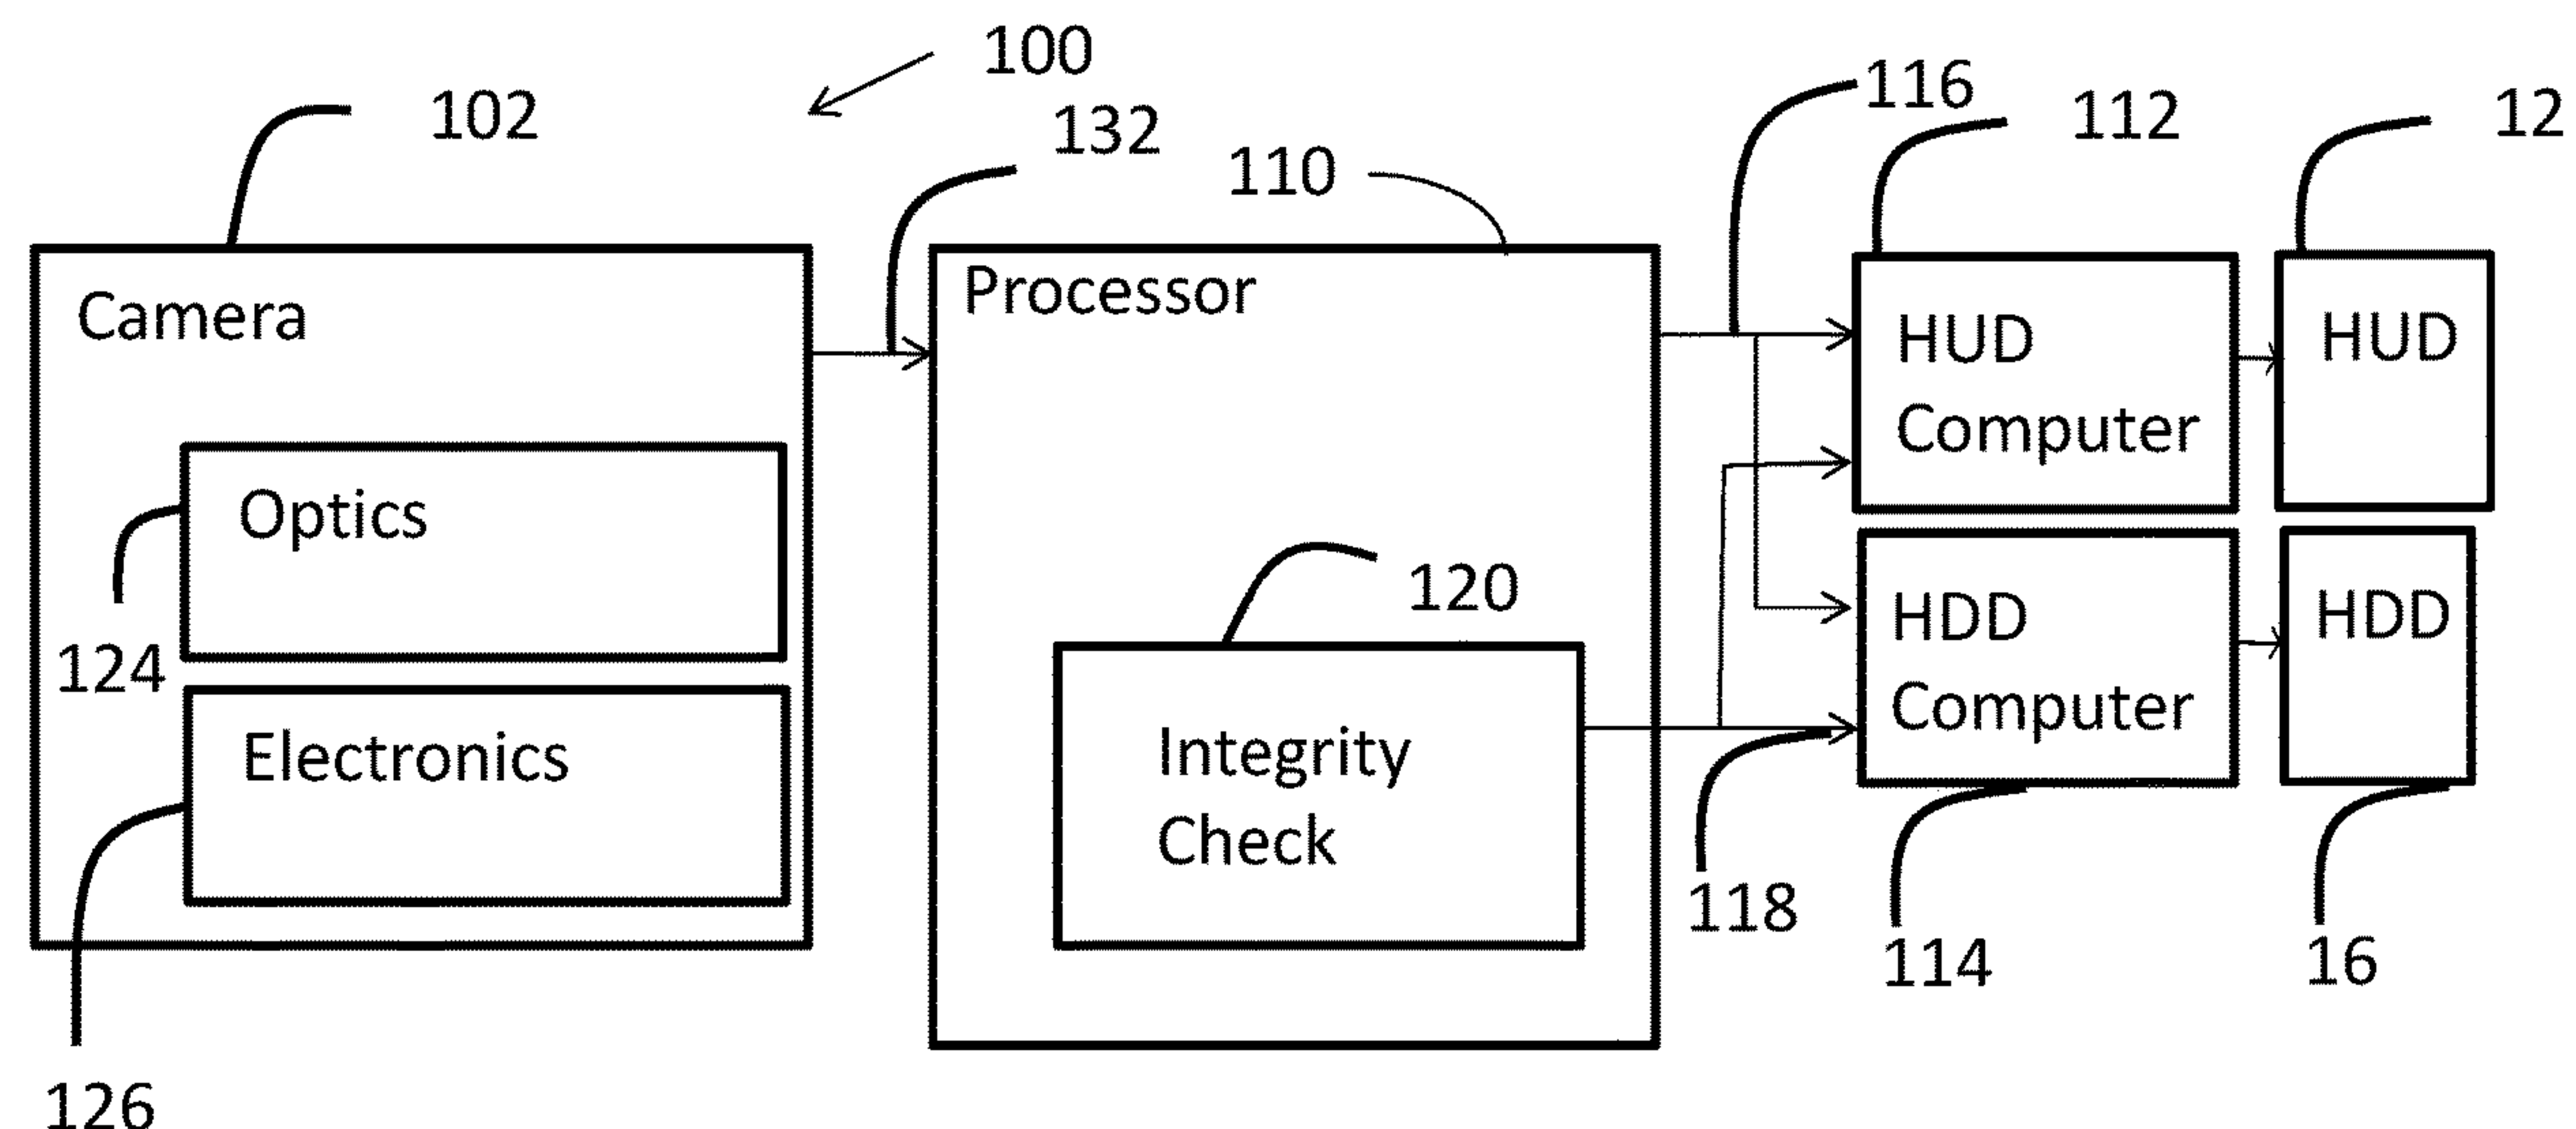 100
116
102
132
112
12
110
Camera
Processor
HUD
Computer
HUD
Optics
120
HDD
Computer
HDD
124
Electronics
Integrity
Check
118
114
16
126